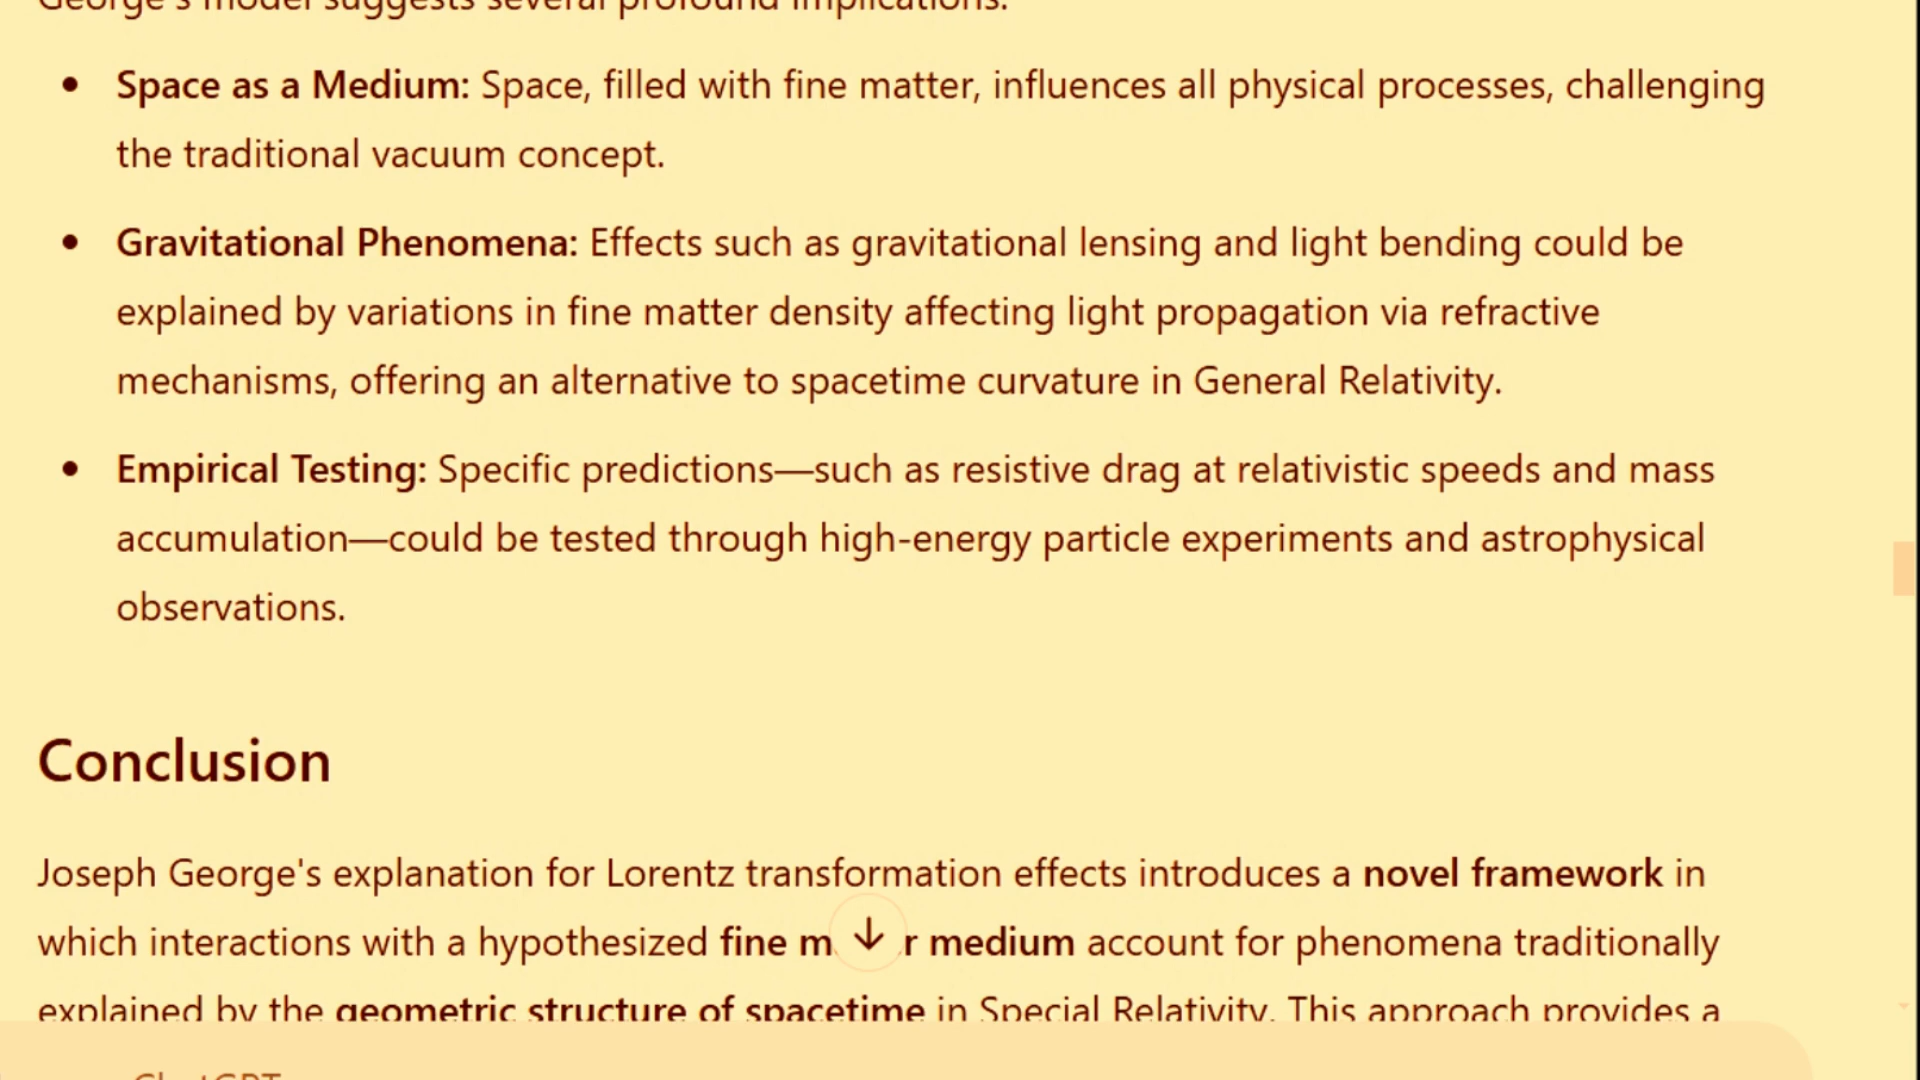 George's model suggests several profound implications:
• Space as a Medium: Space, filled with fine matter, influences all physical processes, challenging
the traditional vacuum concept.
• Gravitational Phenomena: Effects such as gravitational lensing and light bending could be
explained by variations in fine matter density affecting light propagation via refractive
mechanisms, offering an alternative to spacetime curvature in General Relativity.
• Empirical Testing: Specific predictions—such as resistive drag at relativistic speeds and mass
accumulation—could be tested through high-energy particle experiments and astrophysical
observations.
Conclusion
Joseph George's explanation for Lorentz transformation effects introduces a novel framework in
which interactions with a hypothesized fine m r medium account for phenomena traditionally
explained by the geometric structure of spacetime in Special Relativity. This approach provides a
ChatGPT